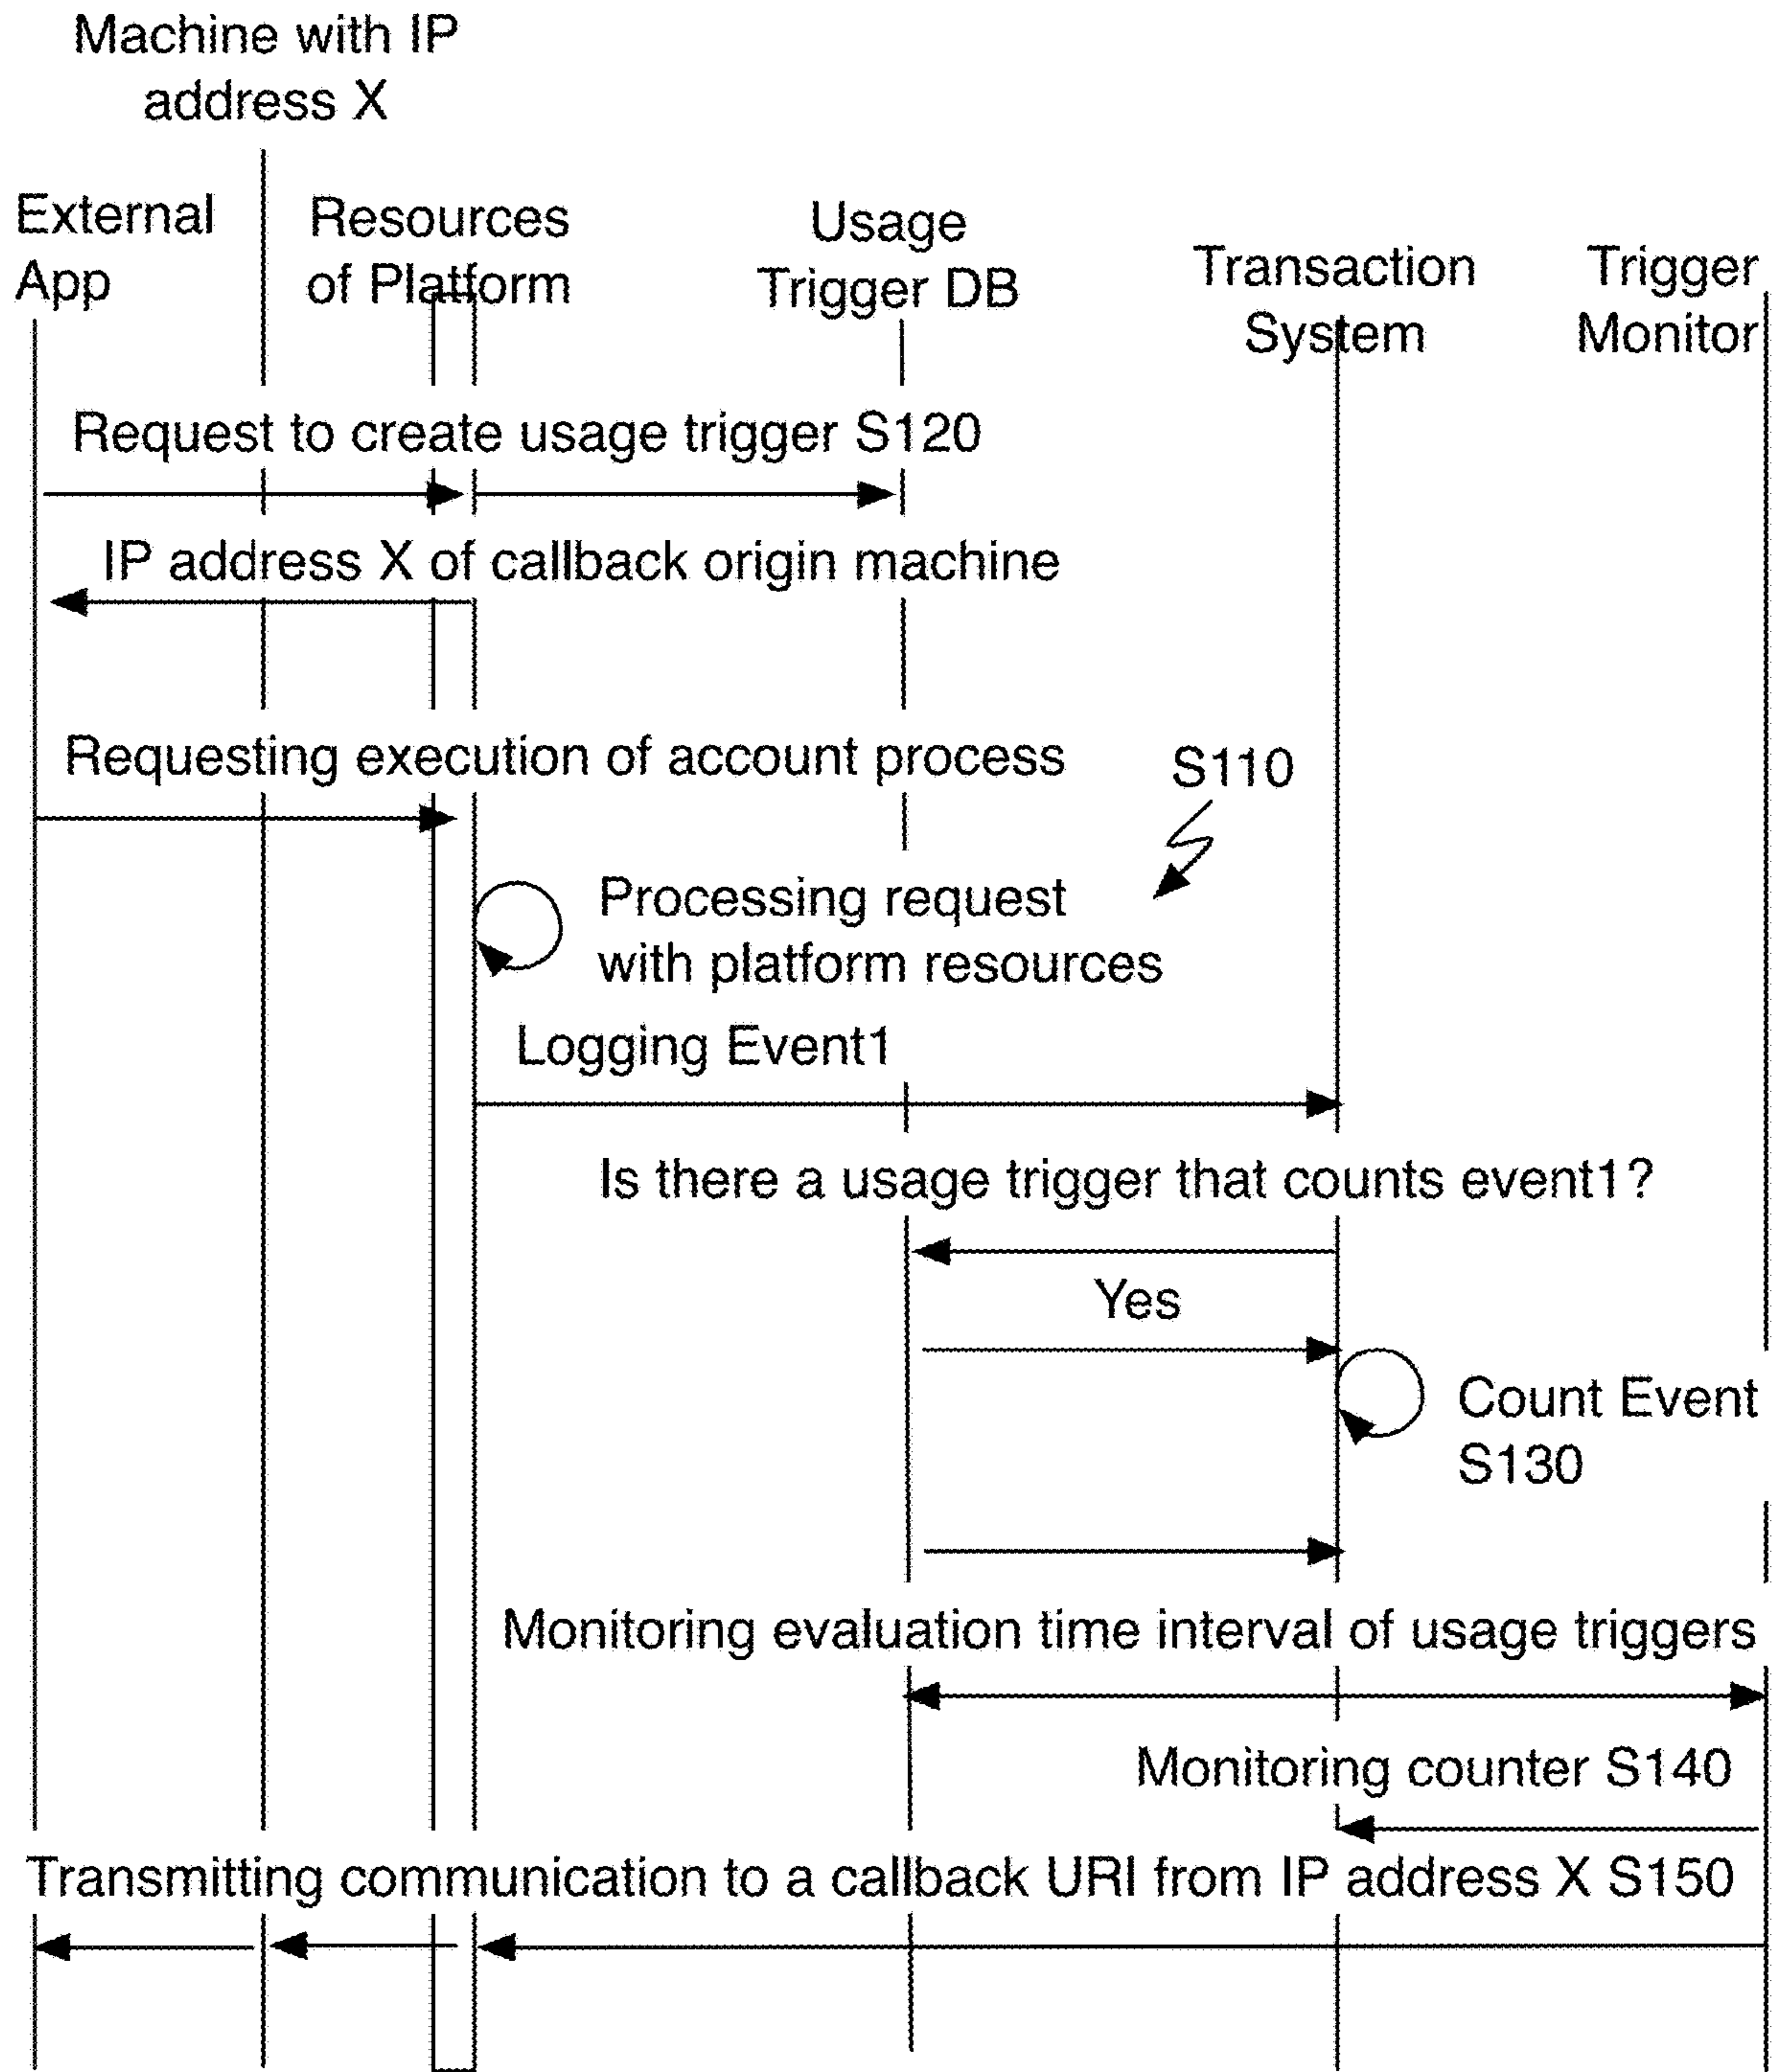 Machine with IP
address X
External
App
Resources
of Platform
Usage
Trigger DB
Transaction
System
Trigger
Monitor
Request to create usage trigger S120
IP address X of callback origin machine
Requesting execution of account process
S110
Processing request
with platform resources
Logging Event1
Is there a usage trigger that counts event1?
Yes
Count Event
S130
Monitoring evaluation time interval of usage triggers
Monitoring counter S140
Transmitting communication to a callback URI from IP address X S150